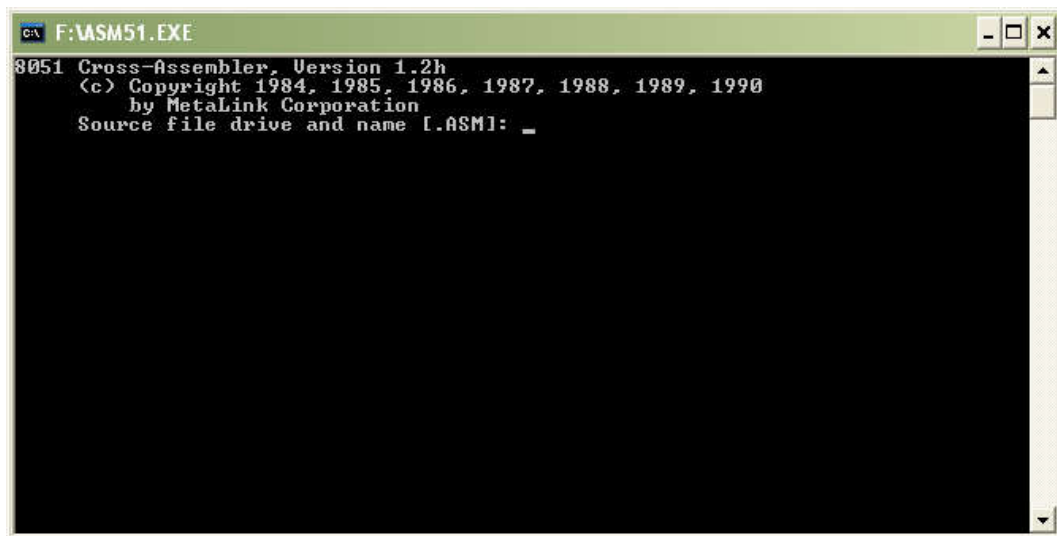 F:\ASM51.EXE
8051 Cross-Assembler, Version 1.2h
(c) Copyright 1984, 1985, 1986, 1987, 1988, 1989, 1990
by MetaLink Corporation
Source file drive and name [.ASM]: _